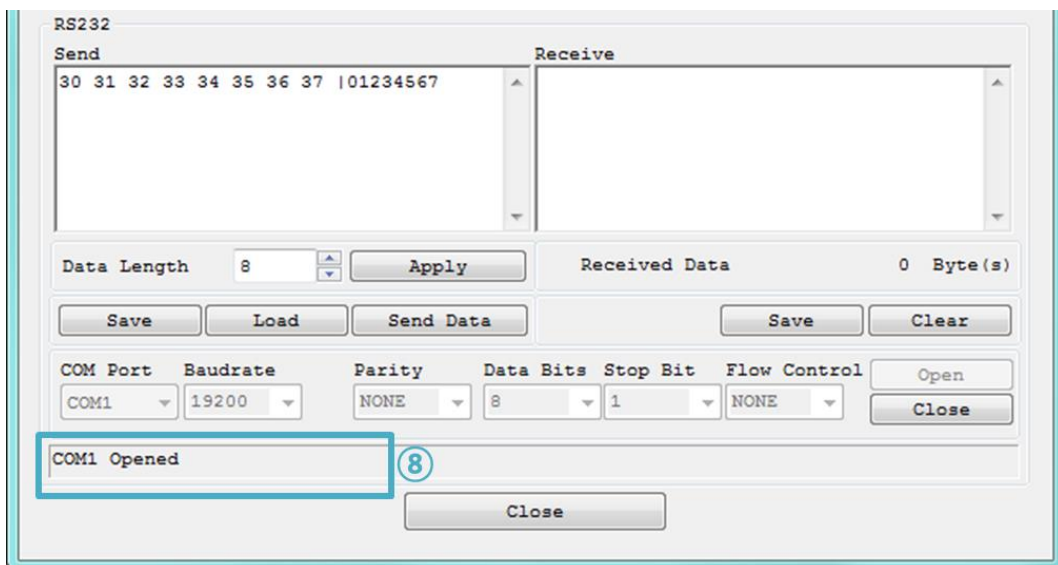 RS232
Send Receive
30 31 32 33 34 35 36 37 |01234567
Data Length 8 Apply Received Data 0 Byte(s)
Save Load Send Data Save Clear
COM Port Baudrate Parity Data Bits Stop Bit Flow Control Open
COM1 19200 NONE 8 1 NONE Close
COM1 Opened ⑧
Close